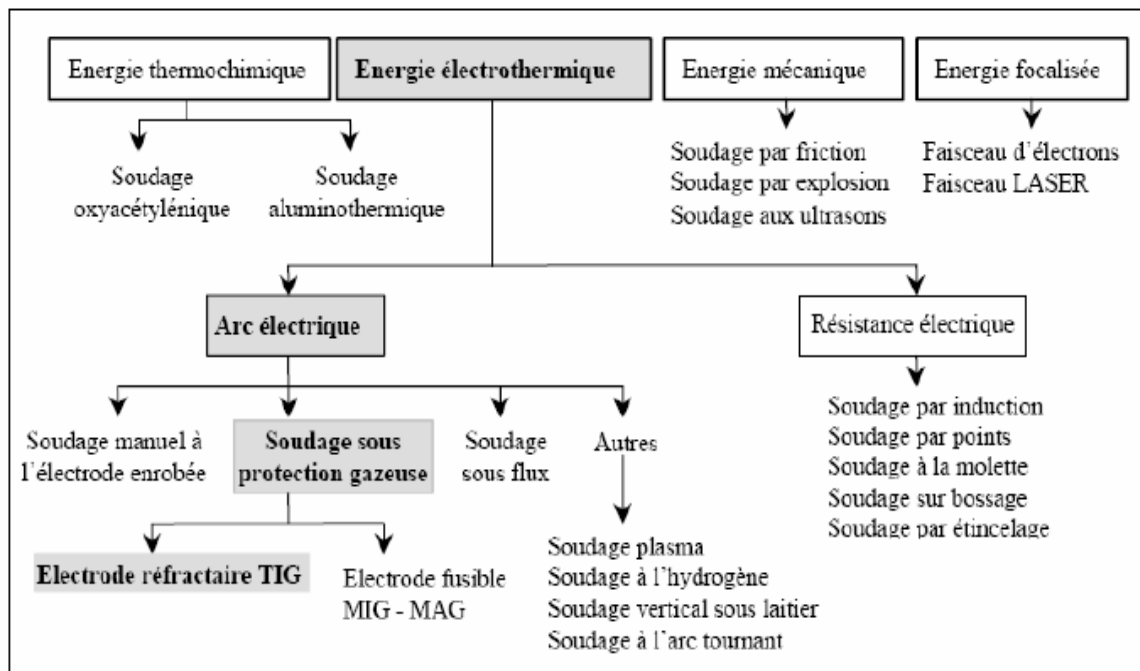 Energie thermochimique
Energie électrothermique
Energie mécanique
Energie focalisée
Soudage
oxyacétylénique
Soudage
aluminothermique
Soudage par friction
Soudage par explosion
Soudage aux ultrasons
Faisceau d'électrons
Faisceau LASER
Arc électrique
Résistance électrique
Soudage manuel à
l'électrode enrobée
Soudage sous
protection gazeuse
Soudage
sous flux
Autres
Soudage par induction
Soudage par points
Soudage à la molette
Soudage sur bossage
Soudage par étincelage
Electrode réfractaire TIG
Electrode fusible
MIG - MAG
Soudage plasma
Soudage à l'hydrogène
Soudage vertical sous laitier
Soudage à l'arc tournant